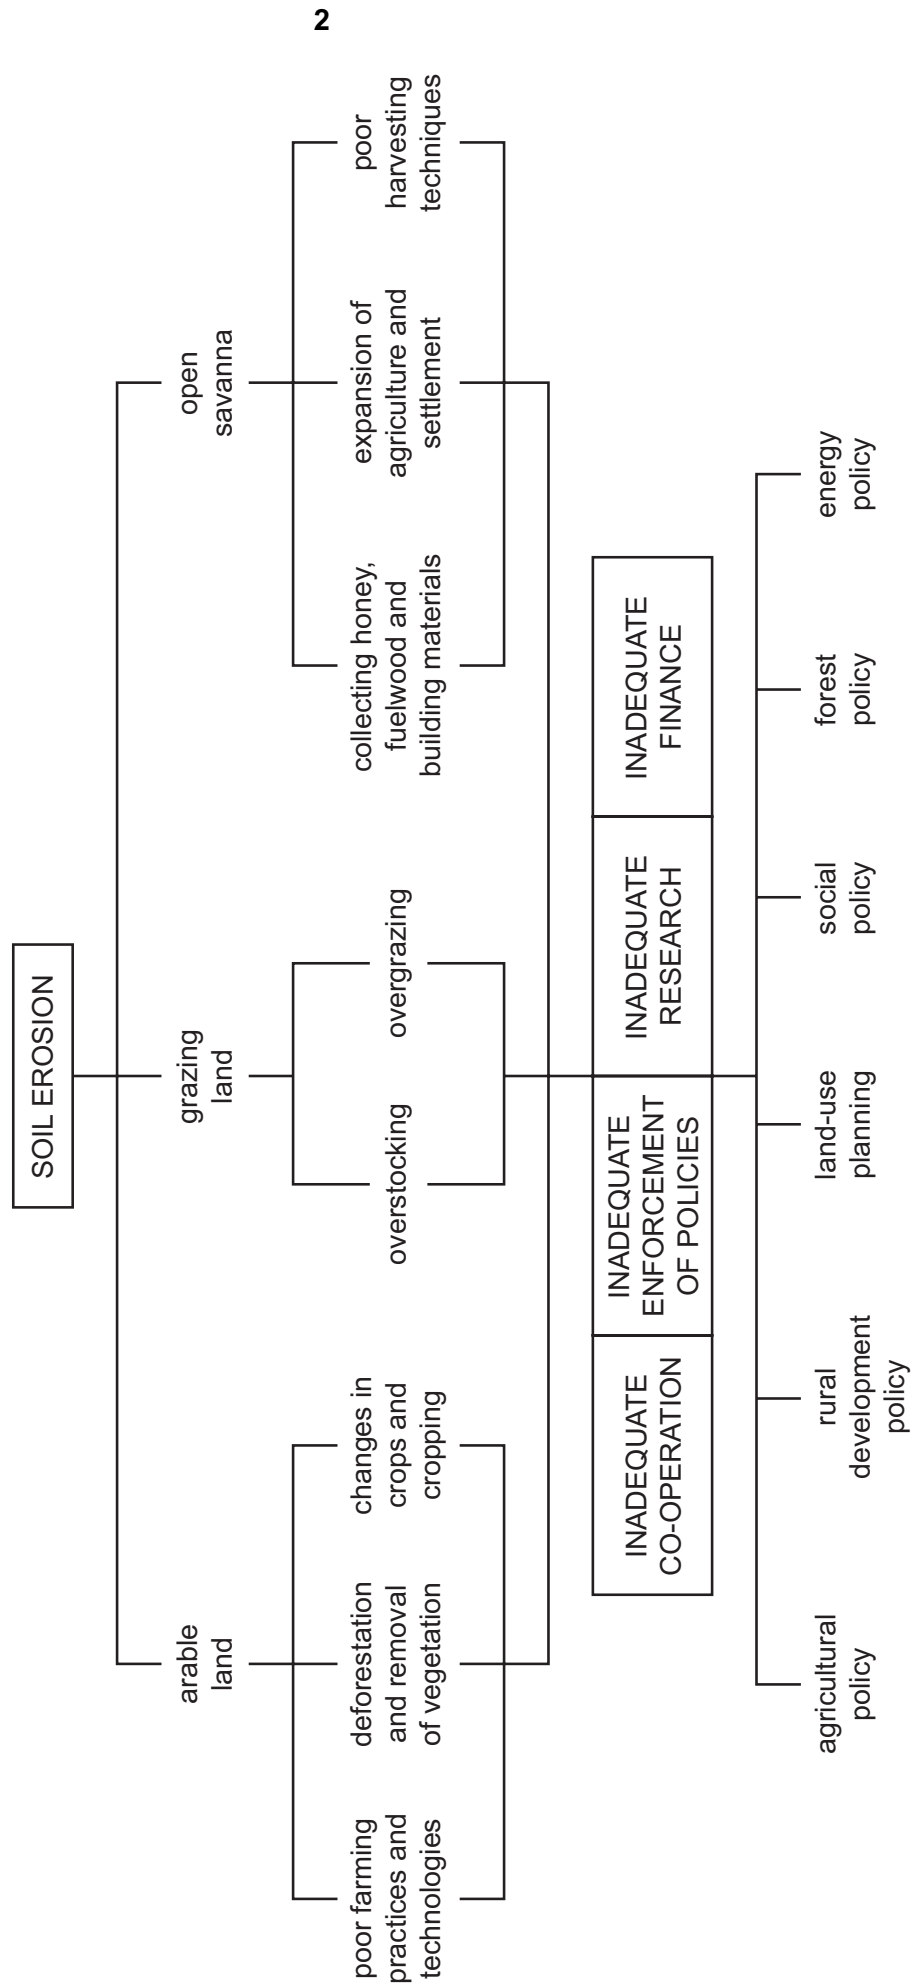 2
SOIL EROSION
arable
land
grazing
land
open
savanna
poor farming
practices and
technologies
deforestation
and removal
of vegetation
changes in
crops and
cropping
overstocking
overgrazing
collecting honey,
fuelwood and
building materials
expansion of
agriculture and
settlement
poor
harvesting
techniques
INADEQUATE
CO-OPERATION
INADEQUATE
ENFORCEMENT
OF POLICIES
INADEQUATE
RESEARCH
INADEQUATE
FINANCE
agricultural
policy
rural
development
policy
land-use
planning
social
policy
forest
policy
energy
policy